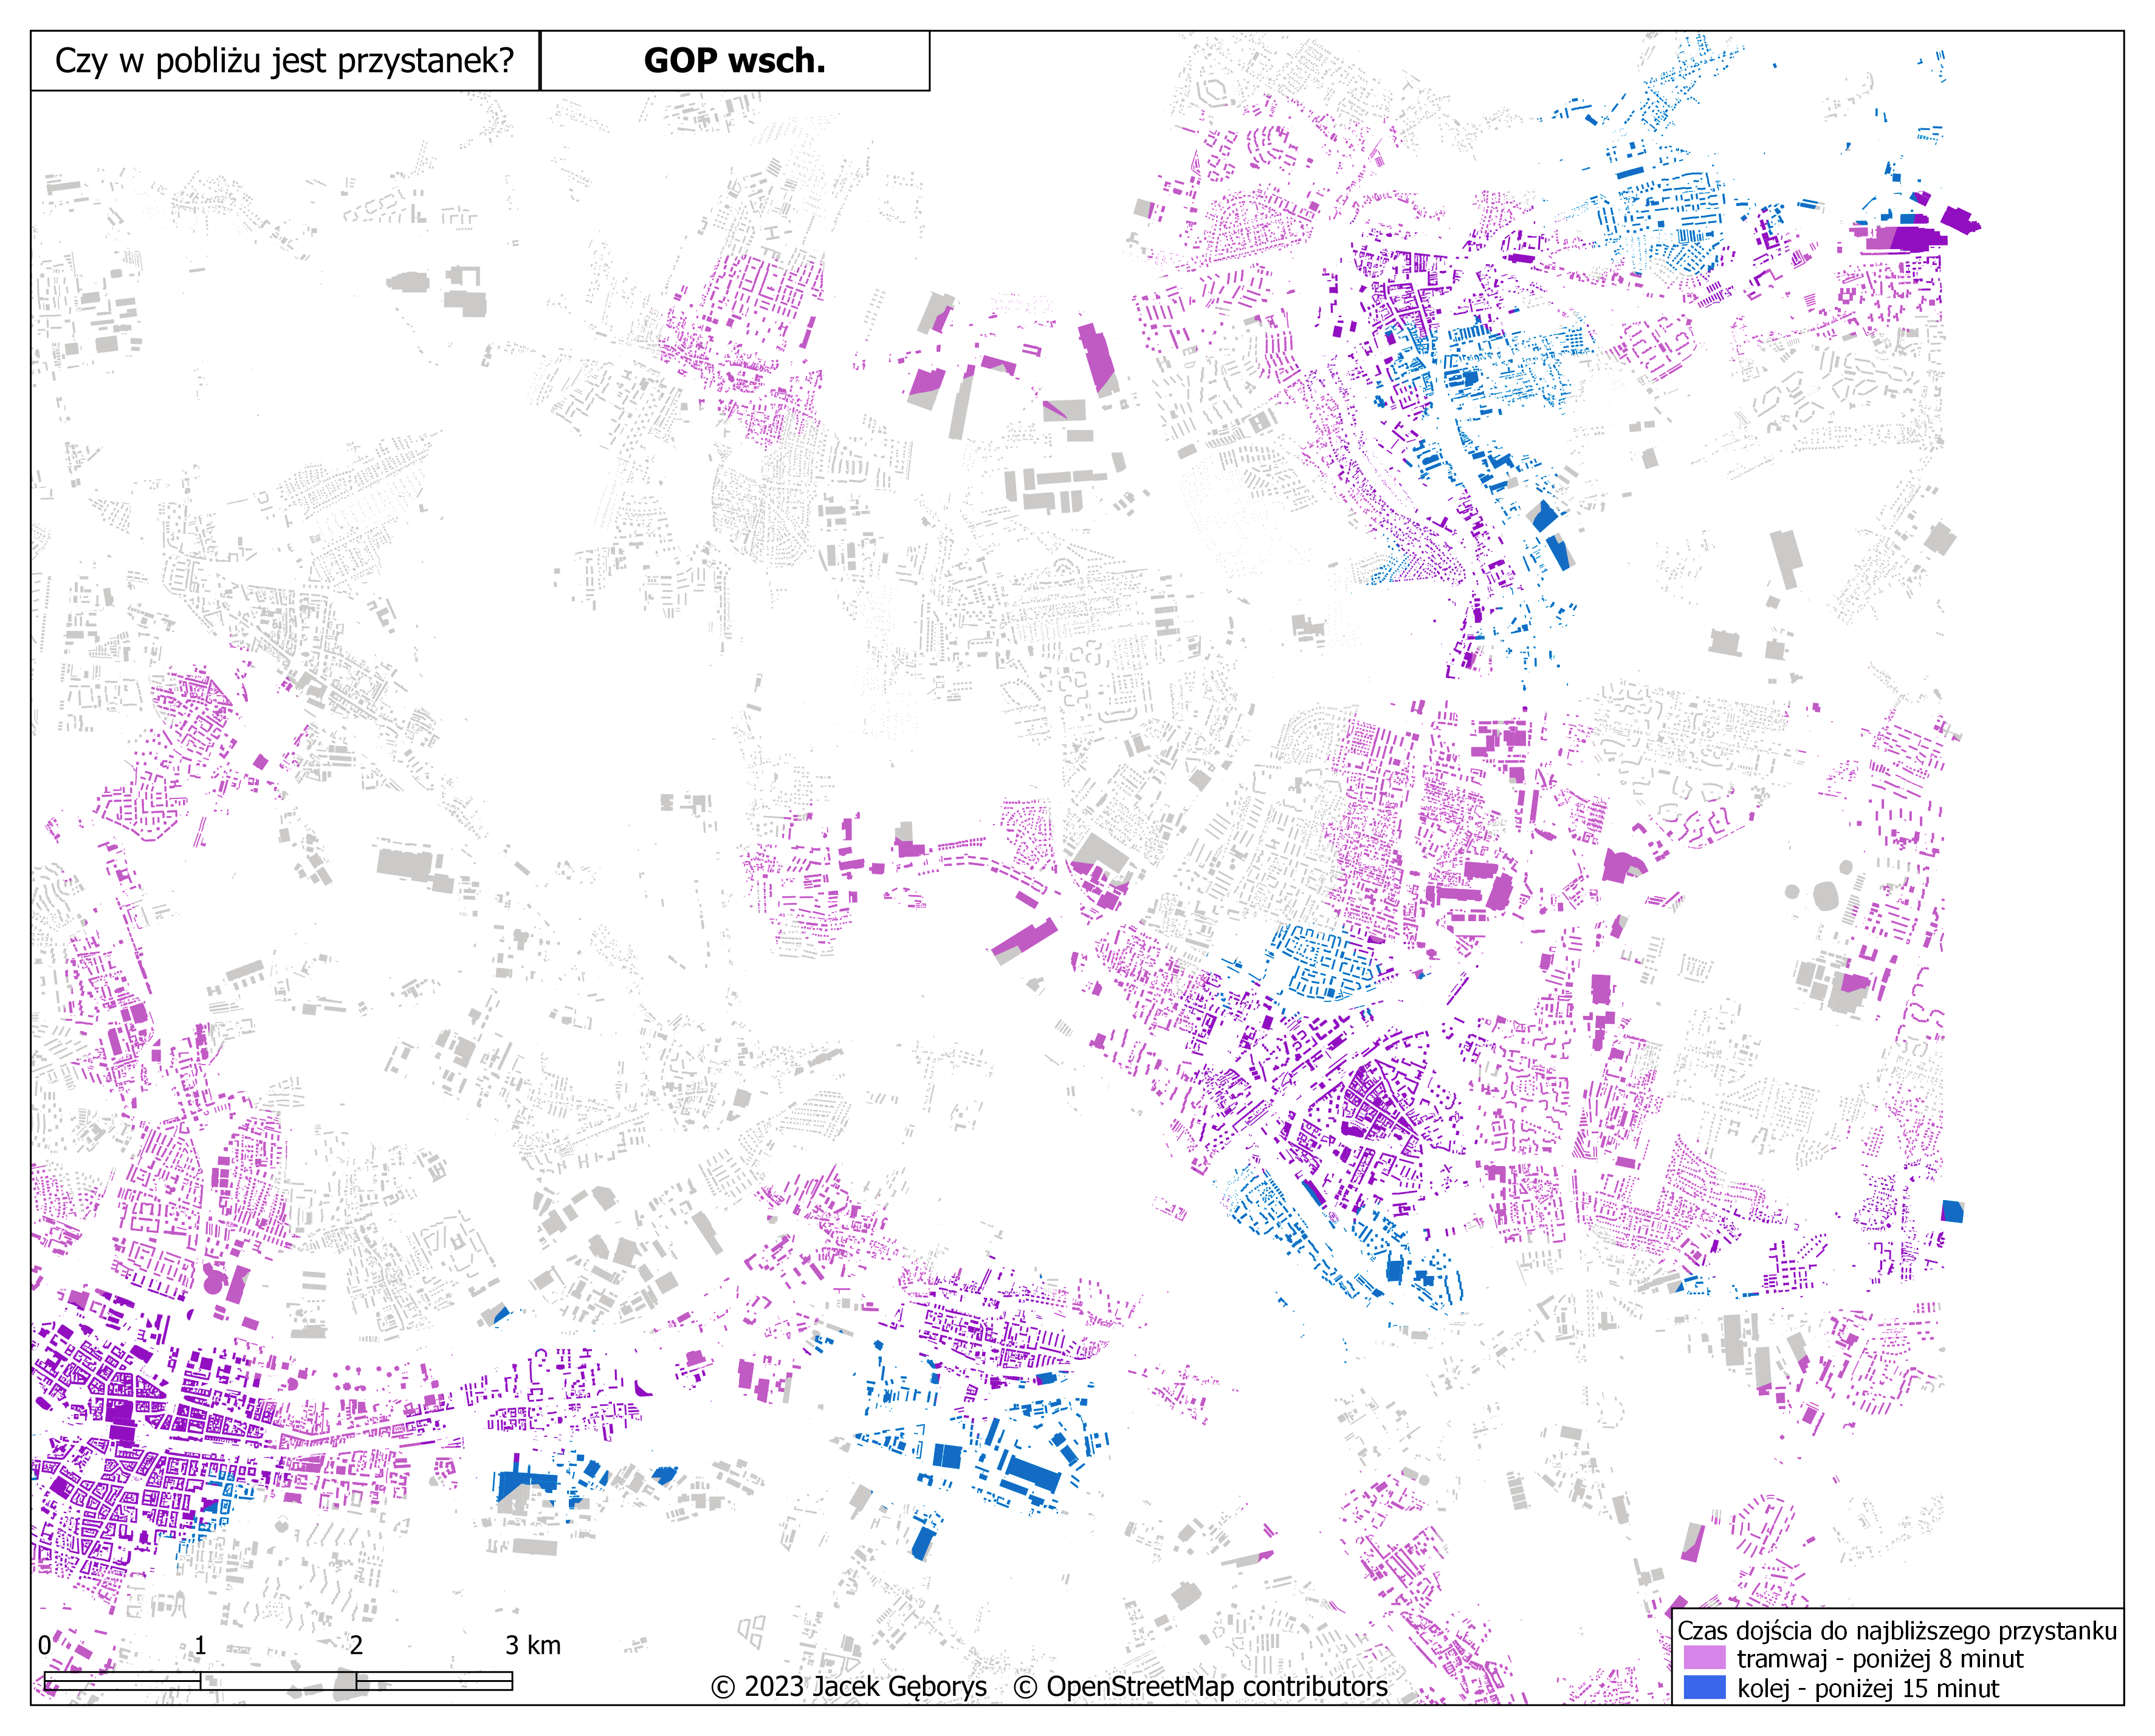 Czy w pobliżu jest przystanek?
GOP wsch.
0 1 2 3 km
© 2023 Jacek Gęborys © OpenStreetMap contributors
Czas dojścia do najbliższego przystanku
tramwaj - poniżej 8 minut
kolej - poniżej 15 minut